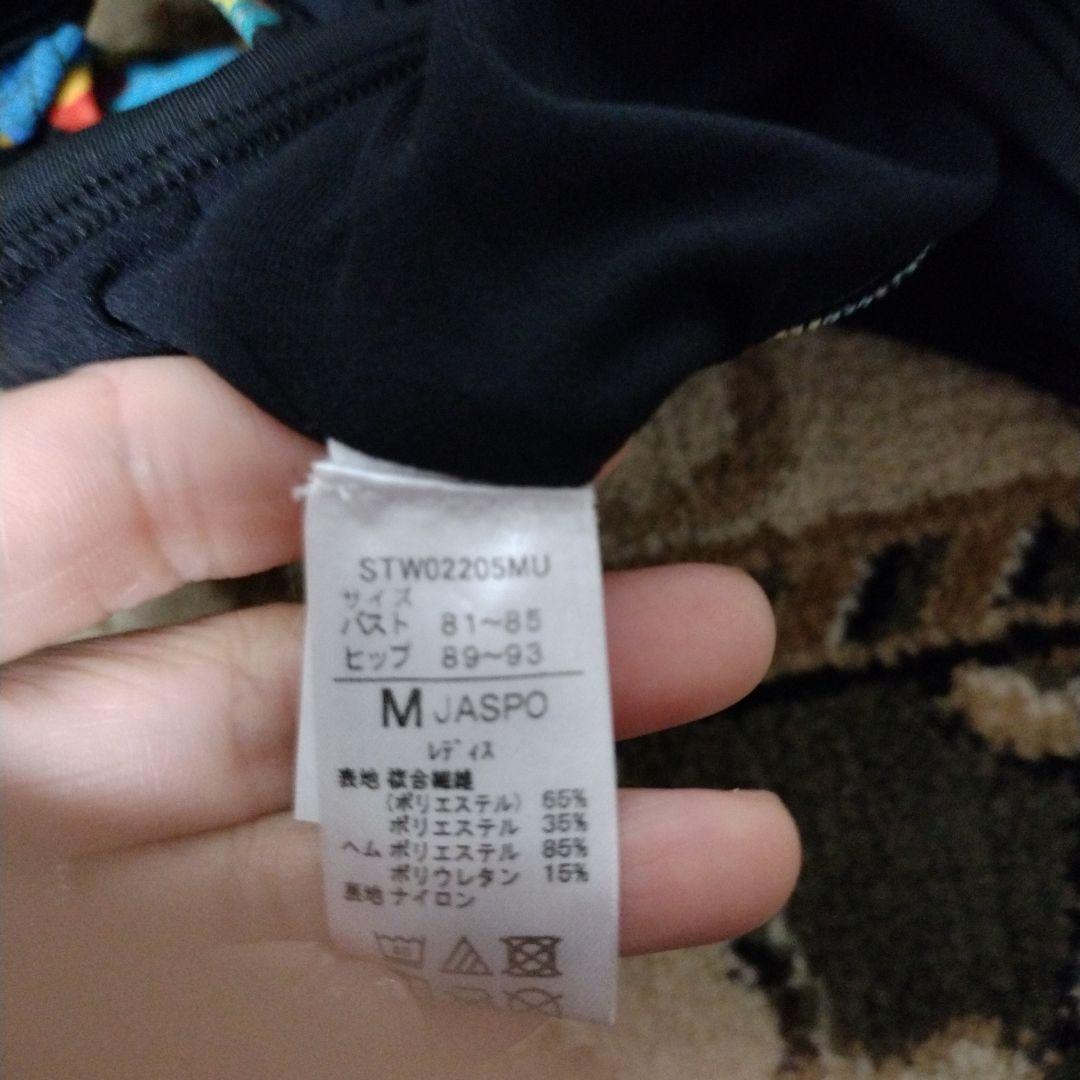 STW02205MU
サイズ
バスト 81～85
ヒップ 89～93
M JASPO
レディス
表地 複合繊維
(ポリエステル) 65%
ポリエステル 35%
ヘム ポリエステル 85%
ポリウレタン 15%
裏地 ナイロン